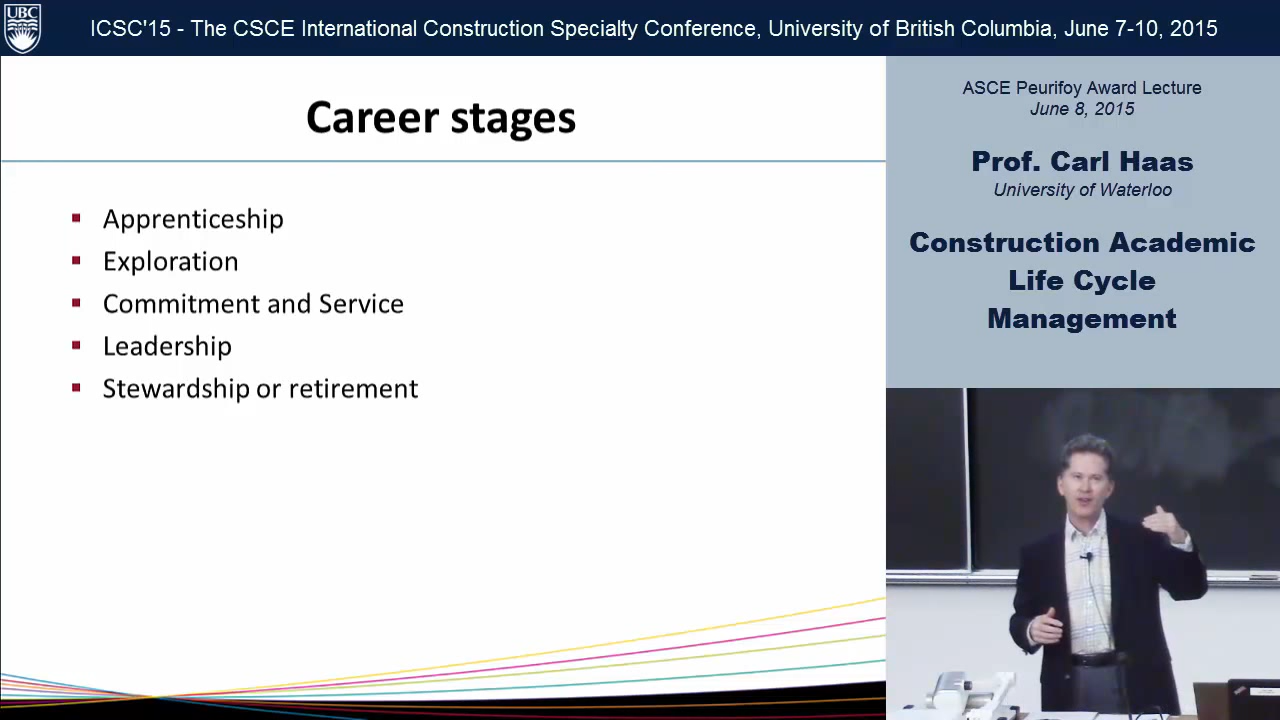 UBC
ICSC'15 - The CSCE International Construction Specialty Conference, University of British Columbia, June 7-10, 2015
Career stages
Apprenticeship
Exploration
Commitment and Service
Leadership
Stewardship or retirement
ASCE Peurifoy Award Lecture
June 8, 2015
Prof. Carl Haas
University of Waterloo
Construction Academic
Life Cycle
Management